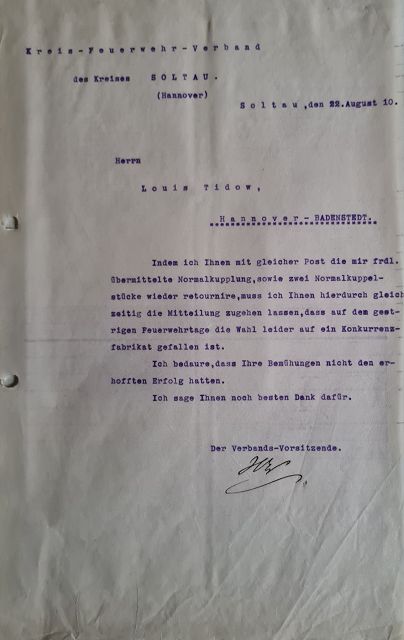 Kreis-Feuerwehr-Verband
des Kreises SOLTAU.
(Hannover)
Soltau,den 22.August 10.
Herrn
Louis Tidow,
Hannover-BADENSTEDT.
Indem ich Ihnen mit gleicher Post die mir frdl.
übermittelte Normalkupplung,sowie zwei Normalkuppel-
stücke wieder retournire,muss ich Ihnen hierdurch gleich
zeitig die Mitteilung zugehen lassen,dass auf dem gest-
rigen Feuerwehrtage die Wahl leider auf ein Konkurrenz-
fabrikat gefallen ist.
Ich bedaure,dass Ihre Bemühungen nicht den er-
hofften Erfolg hatten.
Ich sage Ihnen noch besten Dank dafür.
Der Verbands-Vorsitzende.